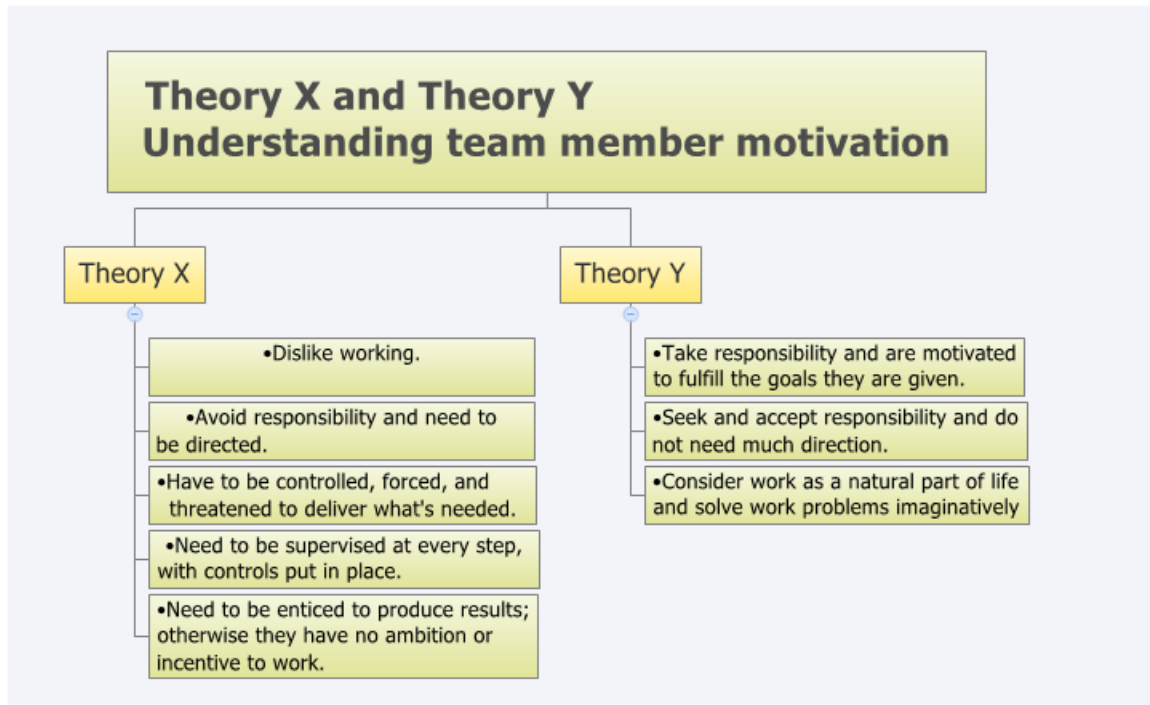 Theory X and Theory Y
Understanding team member motivation
Theory X
•Dislike working.
•Avoid responsibility and need to
be directed.
•Have to be controlled, forced, and
threatened to deliver what's needed.
•Need to be supervised at every step,
with controls put in place.
•Need to be enticed to produce results;
otherwise they have no ambition or
incentive to work.
Theory Y
•Take responsibility and are motivated
to fulfill the goals they are given.
•Seek and accept responsibility and do
not need much direction.
•Consider work as a natural part of life
and solve work problems imaginatively